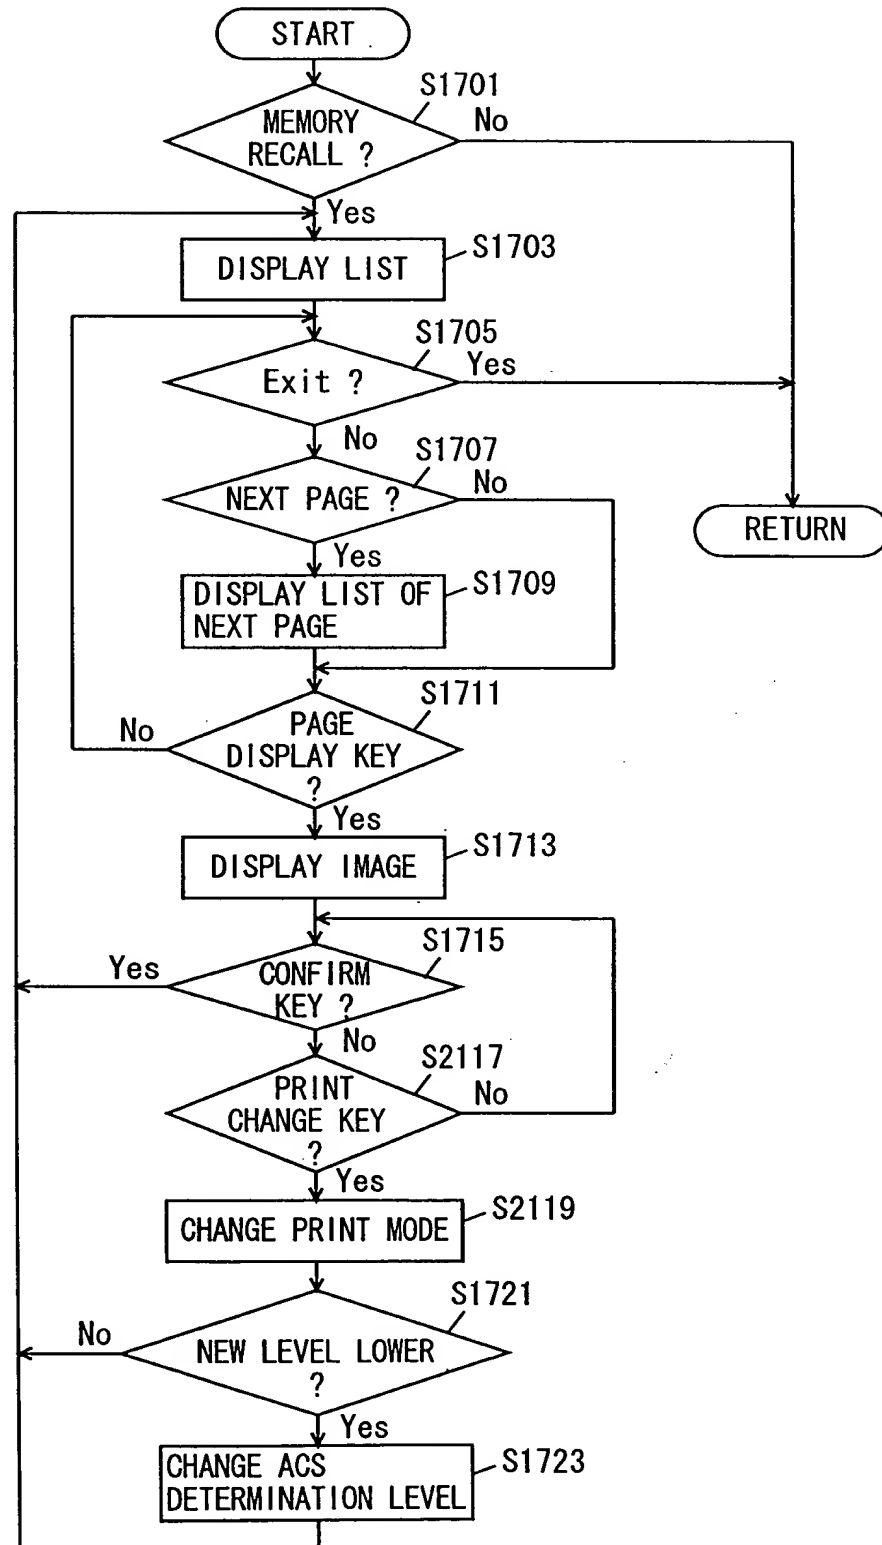 START
S1701
MEMORY
RECALL ?
No
Yes
DISPLAY LIST
S1703
S1705
Exit ?
Yes
No
S1707
NEXT PAGE ?
No
RETURN
Yes
DISPLAY LIST OF
NEXT PAGE
S1709
S1711
No
PAGE
DISPLAY KEY
?
Yes
DISPLAY IMAGE
S1713
S1715
Yes
CONFIRM
KEY ?
No
S2117
PRINT
CHANGE KEY
?
No
Yes
CHANGE PRINT MODE
S2119
S1721
No
NEW LEVEL LOWER
?
Yes
CHANGE ACS
DETERMINATION LEVEL
S1723